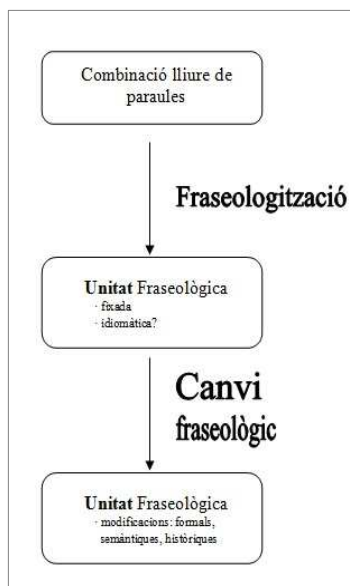 Combinació lliure de
paraules
Fraseologització
Unitat Fraseològica
· fixada
· idiomàtica?
Canvi
fraseològic
Unitat Fraseològica
· modificacions: formals,
semàntiques, històriques